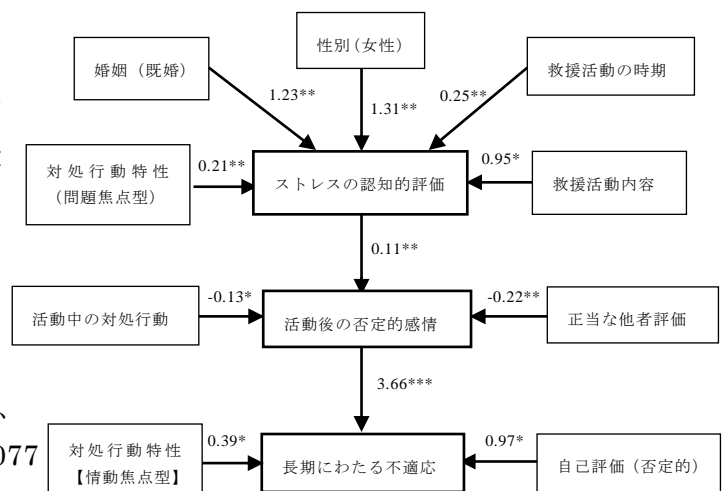 性別(女性)
婚姻(既婚)
救援活動の時期
1.23**
1.31**
0.25**
対処行動特性
(問題焦点型)
0.21**
ストレスの認知的評価
0.95*
救援活動内容
0.11**
活動中の対処行動
-0.13*
活動後の否定的感情
-0.22**
正当な他者評価
3.66***
、
077
対処行動特性
【情動焦点型】
0.39*
長期にわたる不適応
0.97*
自己評価(否定的)